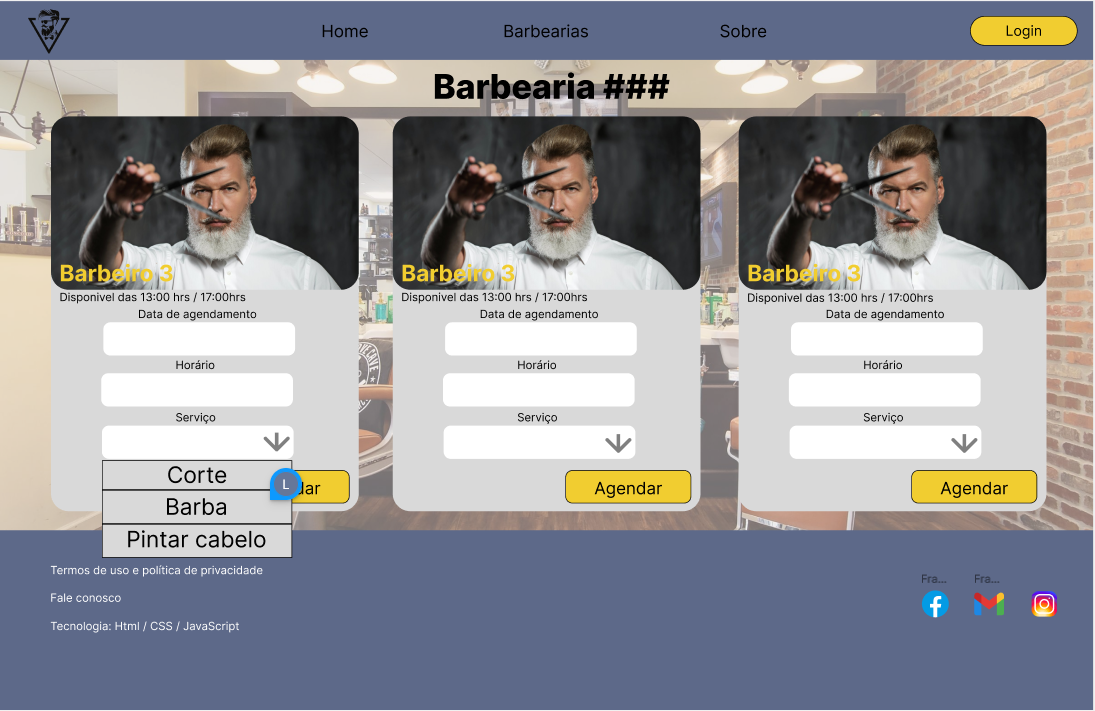 Home Barbearias Sobre Login
Barbearia ###
Barbeiro 3 Barbeiro 3 Barbeiro 3
Disponivel das 13:00 hrs / 17:00hrs Disponivel das 13:00 hrs / 17:00hrs Disponivel das 13:00 hrs / 17:00hrs
Data de agendamento Data de agendamento Data de agendamento
Horário Horário Horário
Serviço Serviço Serviço
Corte L dar Agendar Agendar
Barba
Pintar cabelo
Termos de uso e política de privacidade
Fra... Fra...
Fale conosco
Tecnologia: Html / CSS / JavaScript